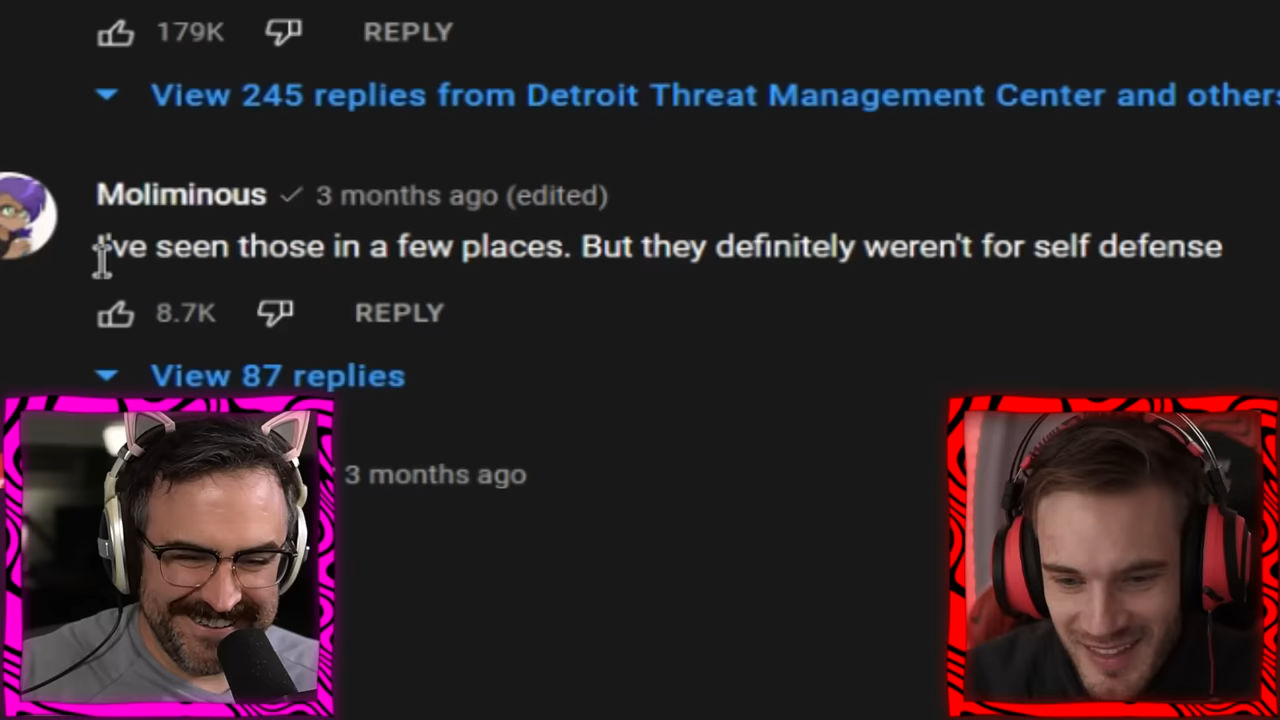 179K REPLY
View 245 replies from Detroit Threat Management Center and others
Moliminous 3 months ago (edited)
I've seen those in a few places. But they definitely weren't for self defense
8.7K REPLY
View 87 replies
3 months ago